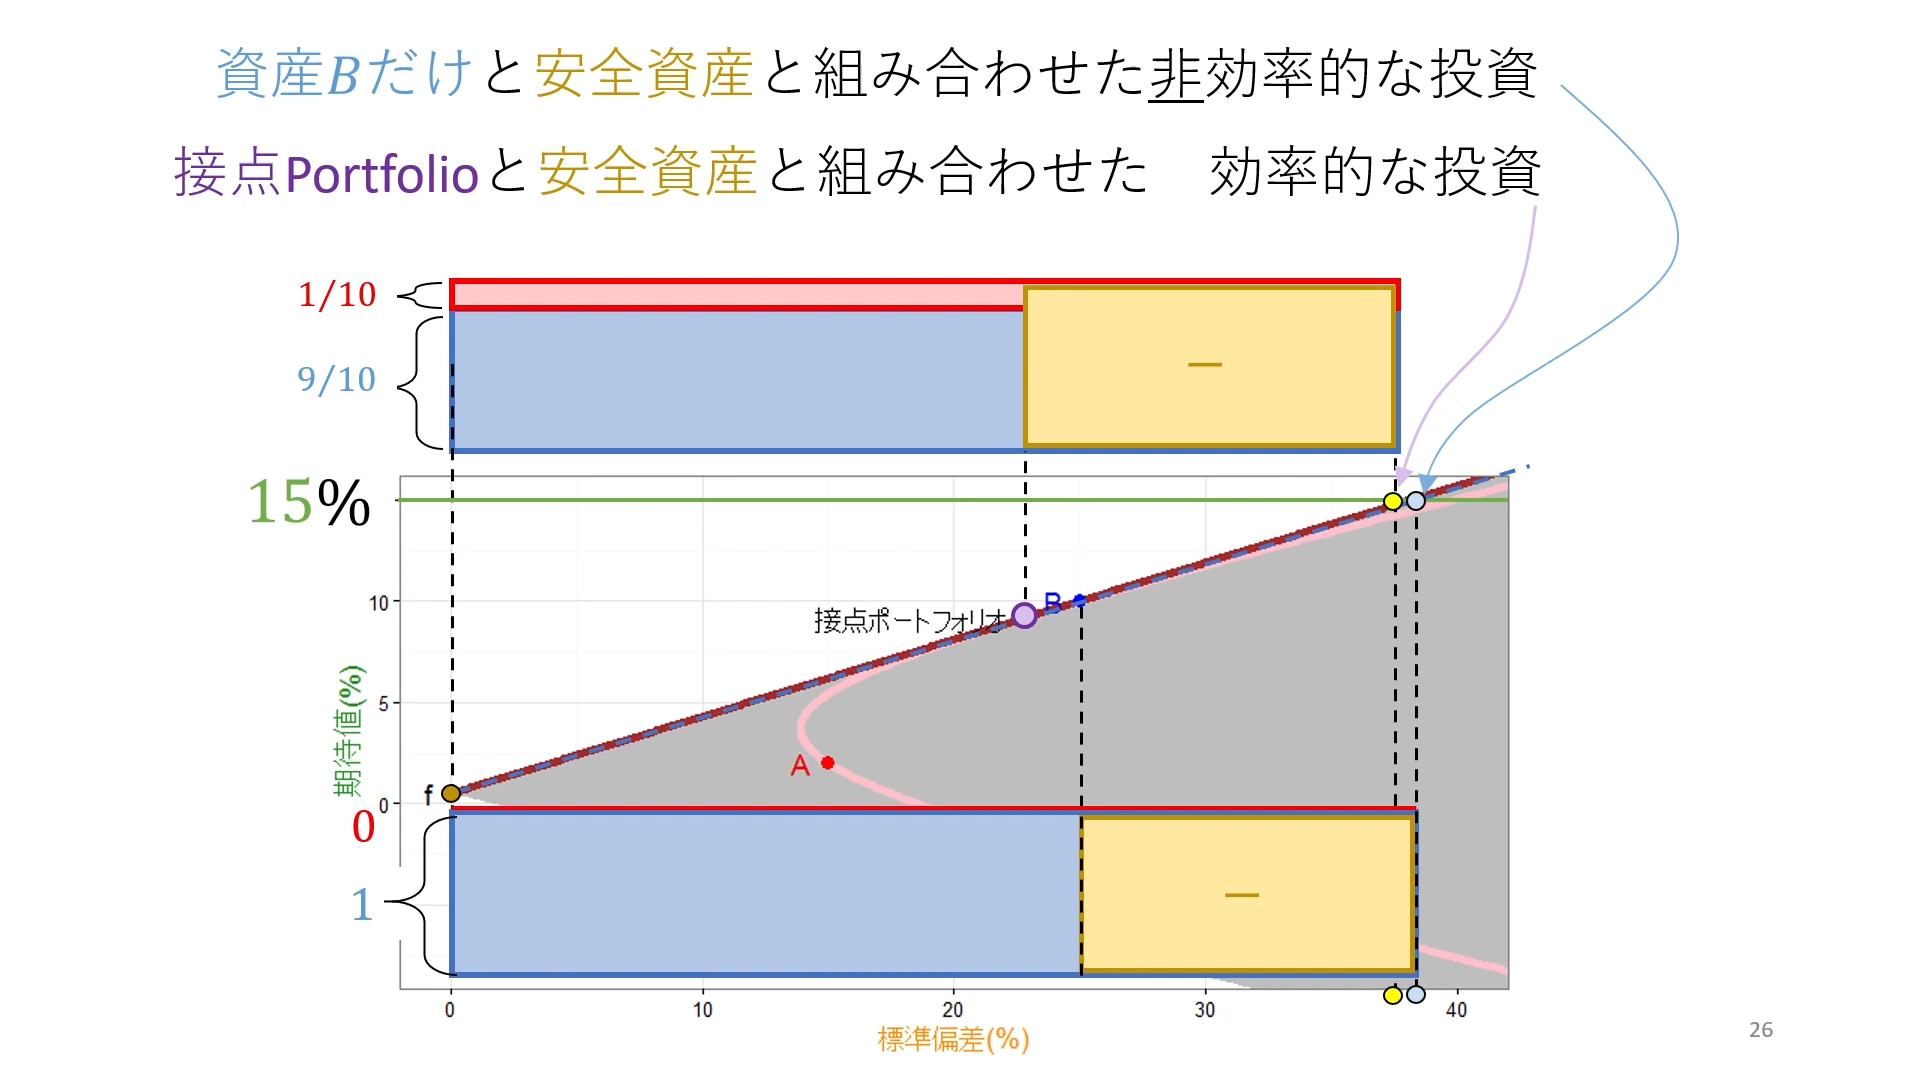 資産Bだけと安全資産と組み合わせた非効率的な投資
接点Portfolioと安全資産と組み合わせた　効率的な投資
1/10
9/10
—
15%
10
B
接点ポートフォリオ
5
期待値(%)
A
f
0
0
1
—
0
10
20
30
40
標準偏差(%)
26